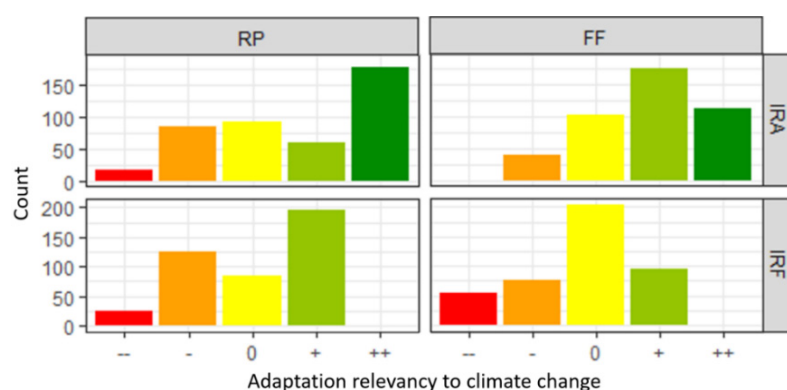 RP FF
150
100
50
0
IRA
Count
200
150
100
50
0
IRF
-- - 0 + ++ -- - 0 + ++
Adaptation relevancy to climate change